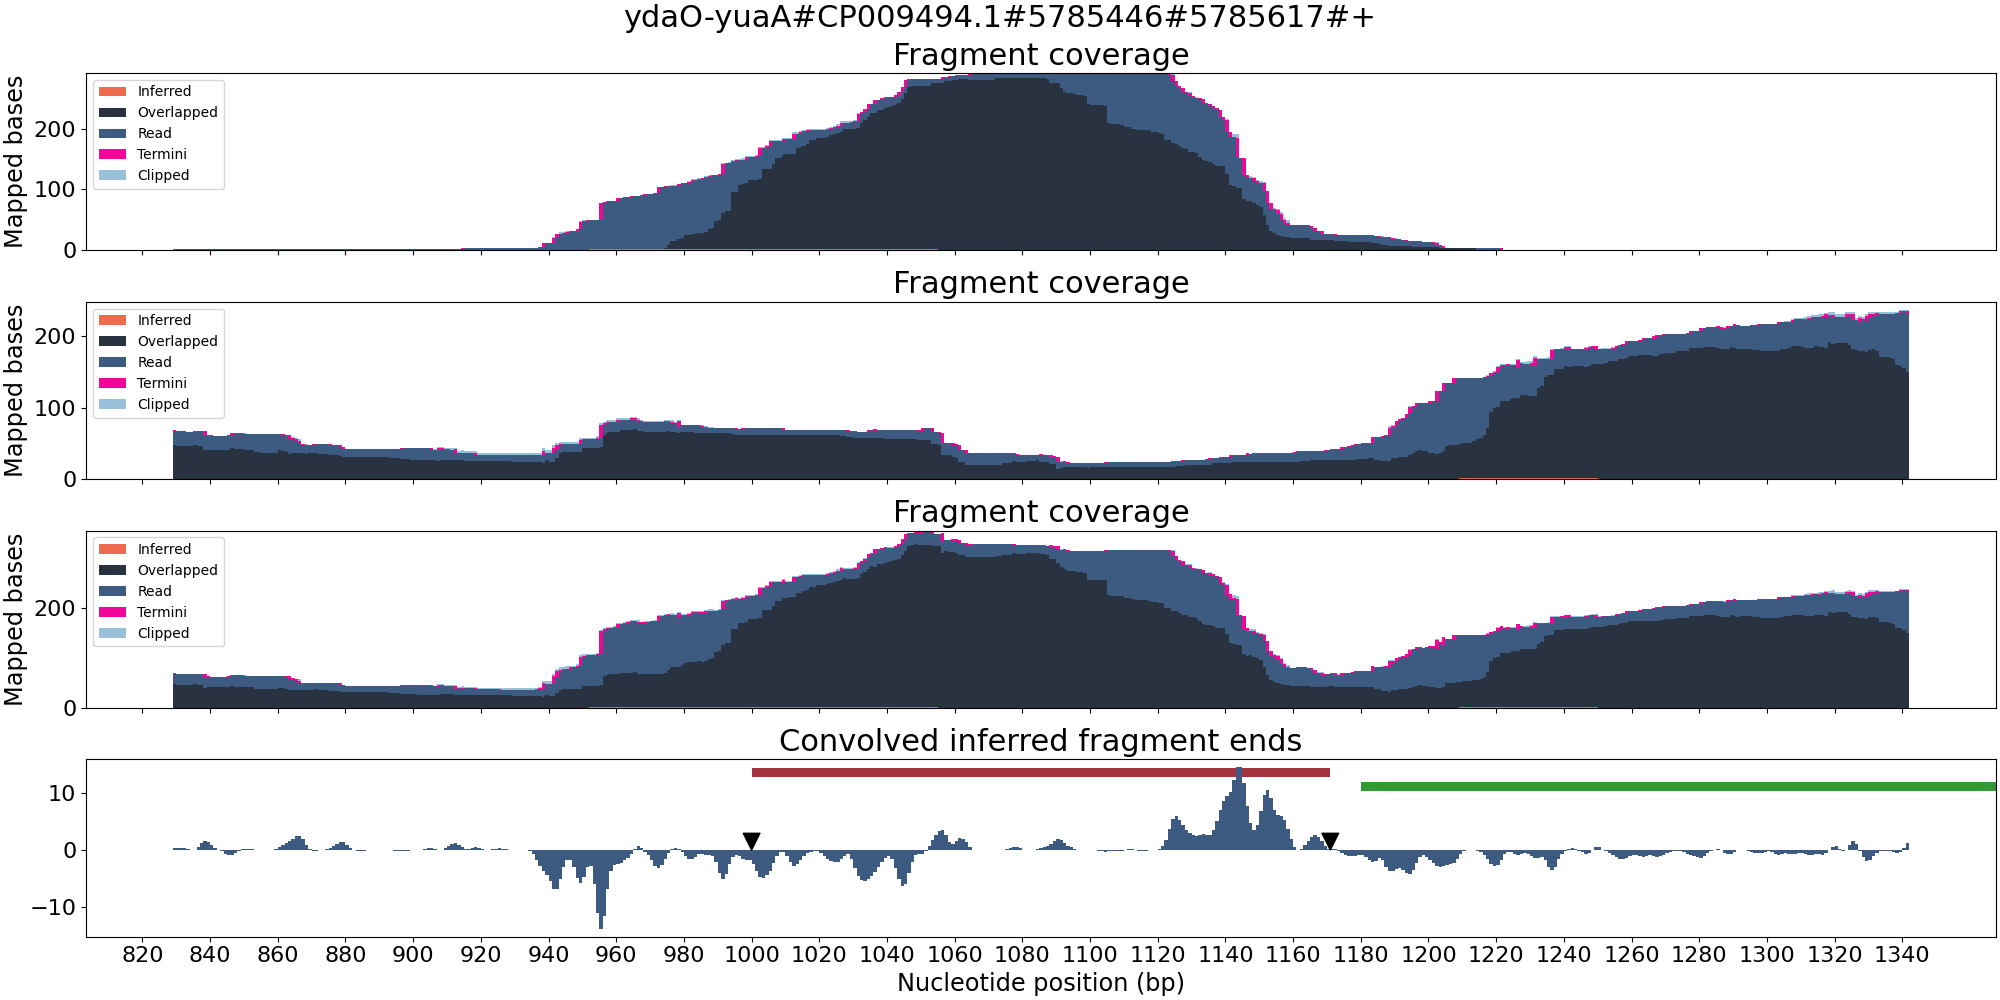 ydaO-yuaA#CP009494.1#5785446#5785617#+
Fragment coverage
Mapped bases
200
100
0
Inferred
Overlapped
Read
Termini
Clipped
Fragment coverage
Mapped bases
200
100
0
Inferred
Overlapped
Read
Termini
Clipped
Fragment coverage
Mapped bases
200
0
Inferred
Overlapped
Read
Termini
Clipped
Convolved inferred fragment ends
10
0
−10
820 840 860 880 900 920 940 960 980 1000 1020 1040 1060 1080 1100 1120 1140 1160 1180 1200 1220 1240 1260 1280 1300 1320 1340
Nucleotide position (bp)